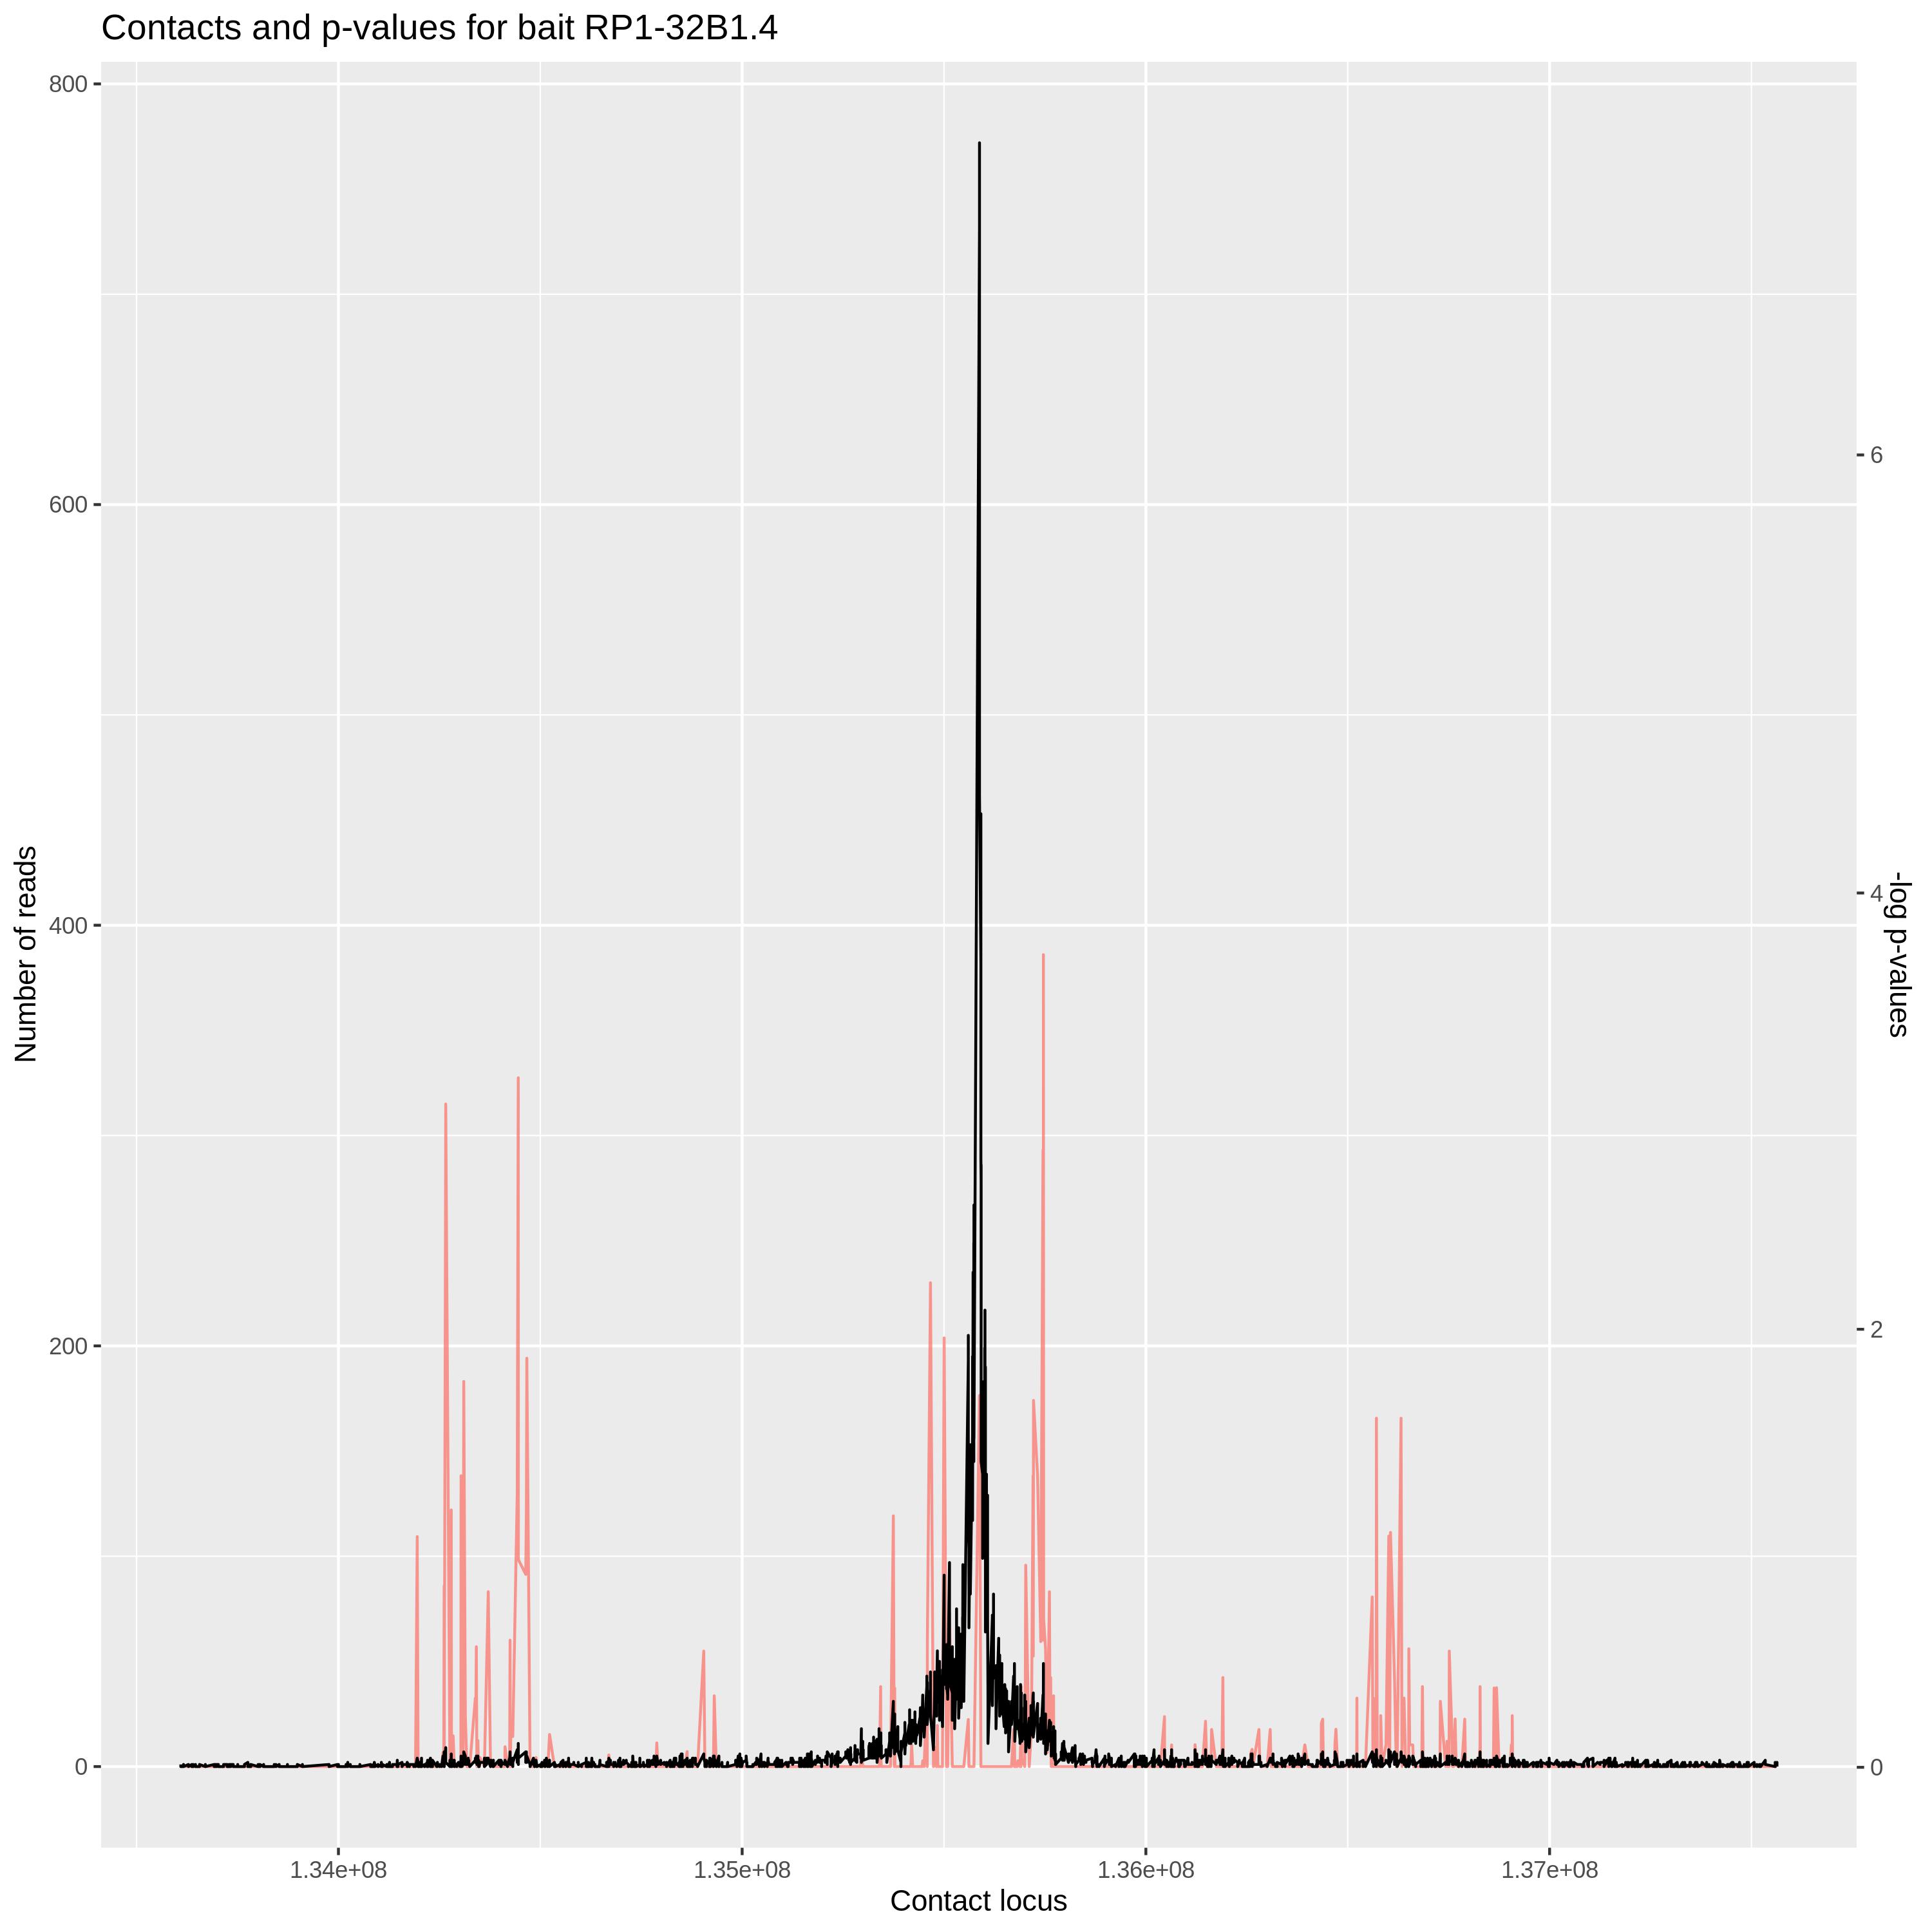 Contacts and p-values for bait RP1-32B1.4
800
600
400
200
0
Number of reads
6
4
2
0
-log p-values
1.34e+08
1.35e+08
1.36e+08
1.37e+08
Contact locus